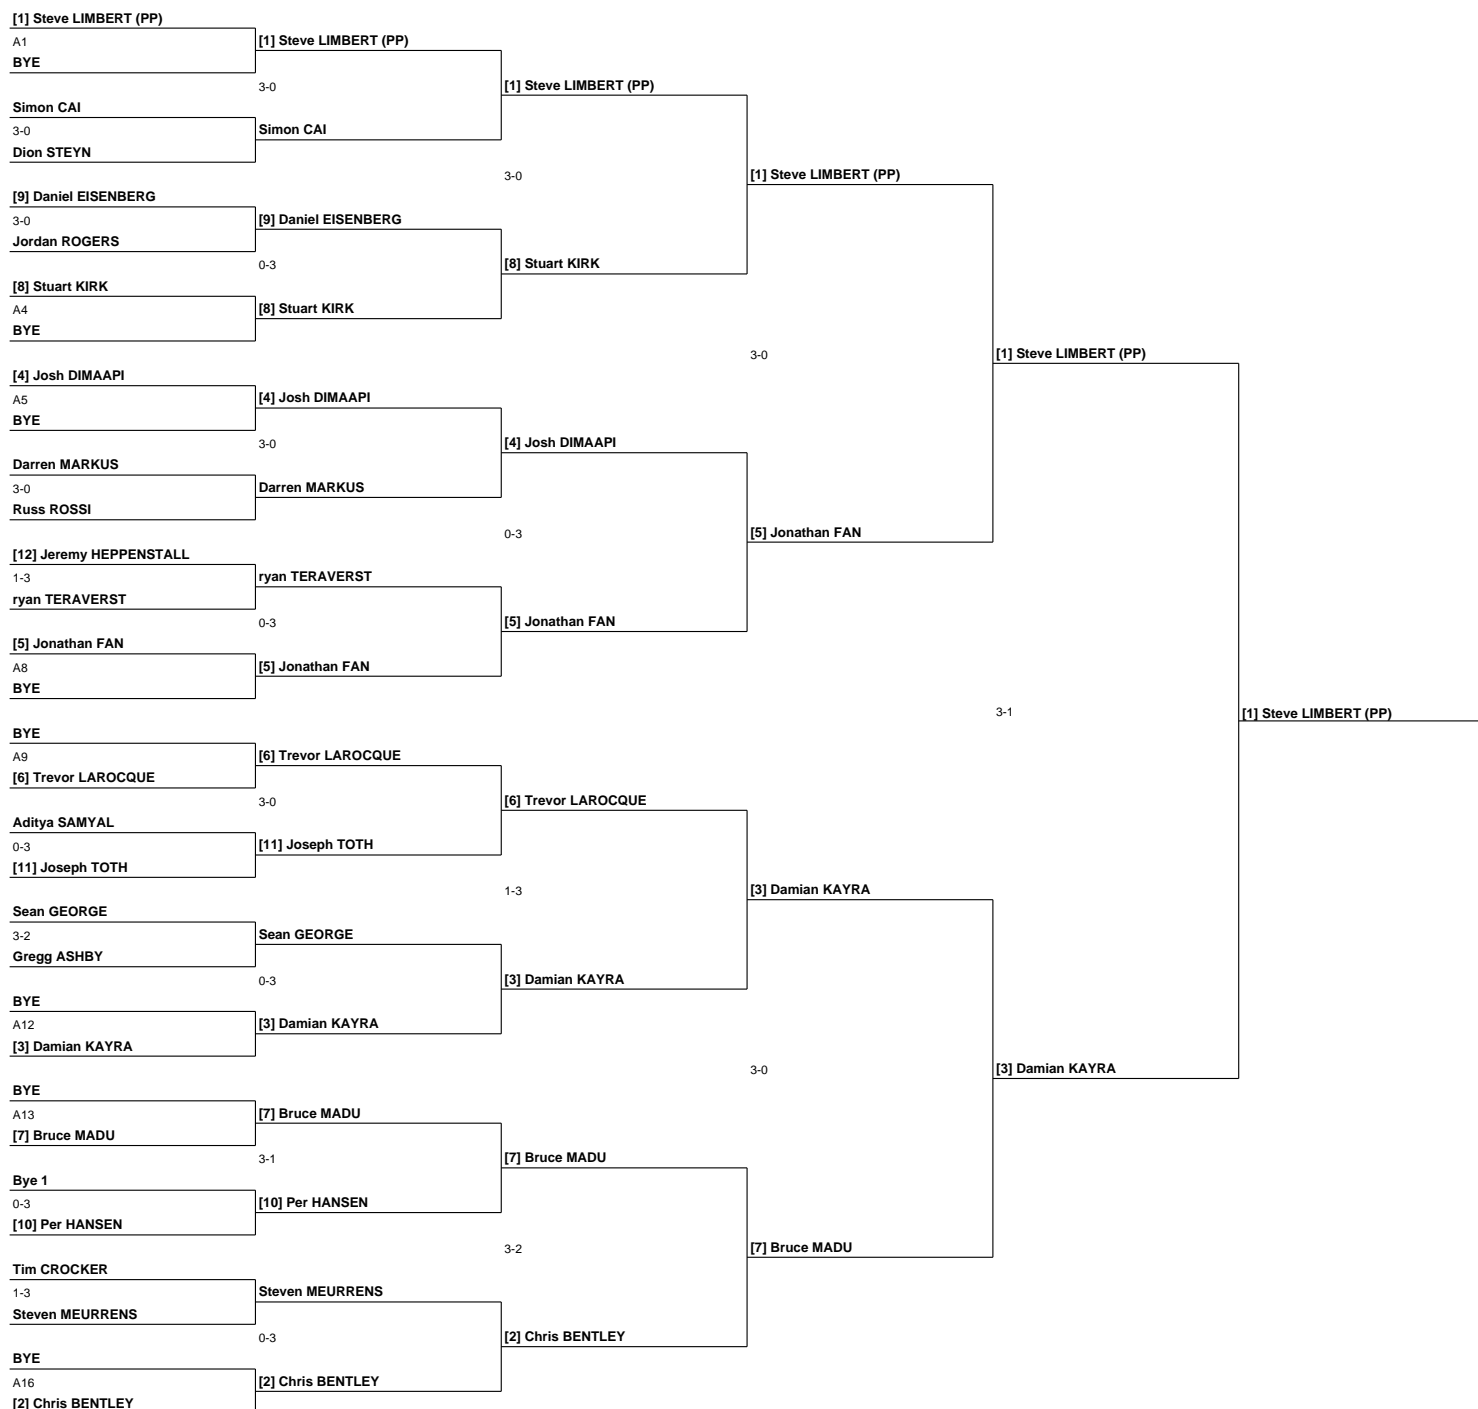 [1] Steve LIMBERT (PP)
A1
BYE
Simon CAI
3-0
Dion STEYN
[9] Daniel EISENBERG
3-0
Jordan ROGERS
[8] Stuart KIRK
A4
BYE
[4] Josh DIMAAPI
A5
BYE
Darren MARKUS
3-0
Russ ROSSI
[12] Jeremy HEPPENSTALL
1-3
ryan TERAVERST
[5] Jonathan FAN
A8
BYE
BYE
A9
[6] Trevor LAROCQUE
Aditya SAMYAL
0-3
[11] Joseph TOTH
Sean GEORGE
3-2
Gregg ASHBY
BYE
A12
[3] Damian KAYRA
BYE
A13
[7] Bruce MADU
Bye 1
0-3
[10] Per HANSEN
Tim CROCKER
1-3
Steven MEURRENS
BYE
A16
[2] Chris BENTLEY
[1] Steve LIMBERT (PP)
3-0
Simon CAI
[9] Daniel EISENBERG
0-3
[8] Stuart KIRK
[4] Josh DIMAAPI
3-0
Darren MARKUS
ryan TERAVERST
0-3
[5] Jonathan FAN
[6] Trevor LAROCQUE
3-0
[11] Joseph TOTH
Sean GEORGE
0-3
[3] Damian KAYRA
[7] Bruce MADU
3-1
[10] Per HANSEN
Steven MEURRENS
0-3
[2] Chris BENTLEY
[1] Steve LIMBERT (PP)
3-0
[8] Stuart KIRK
[4] Josh DIMAAPI
0-3
[5] Jonathan FAN
[6] Trevor LAROCQUE
1-3
[3] Damian KAYRA
[7] Bruce MADU
3-2
[2] Chris BENTLEY
[1] Steve LIMBERT (PP)
3-0
[5] Jonathan FAN
[3] Damian KAYRA
3-0
[7] Bruce MADU
[1] Steve LIMBERT (PP)
3-1
[3] Damian KAYRA
[1] Steve LIMBERT (PP)